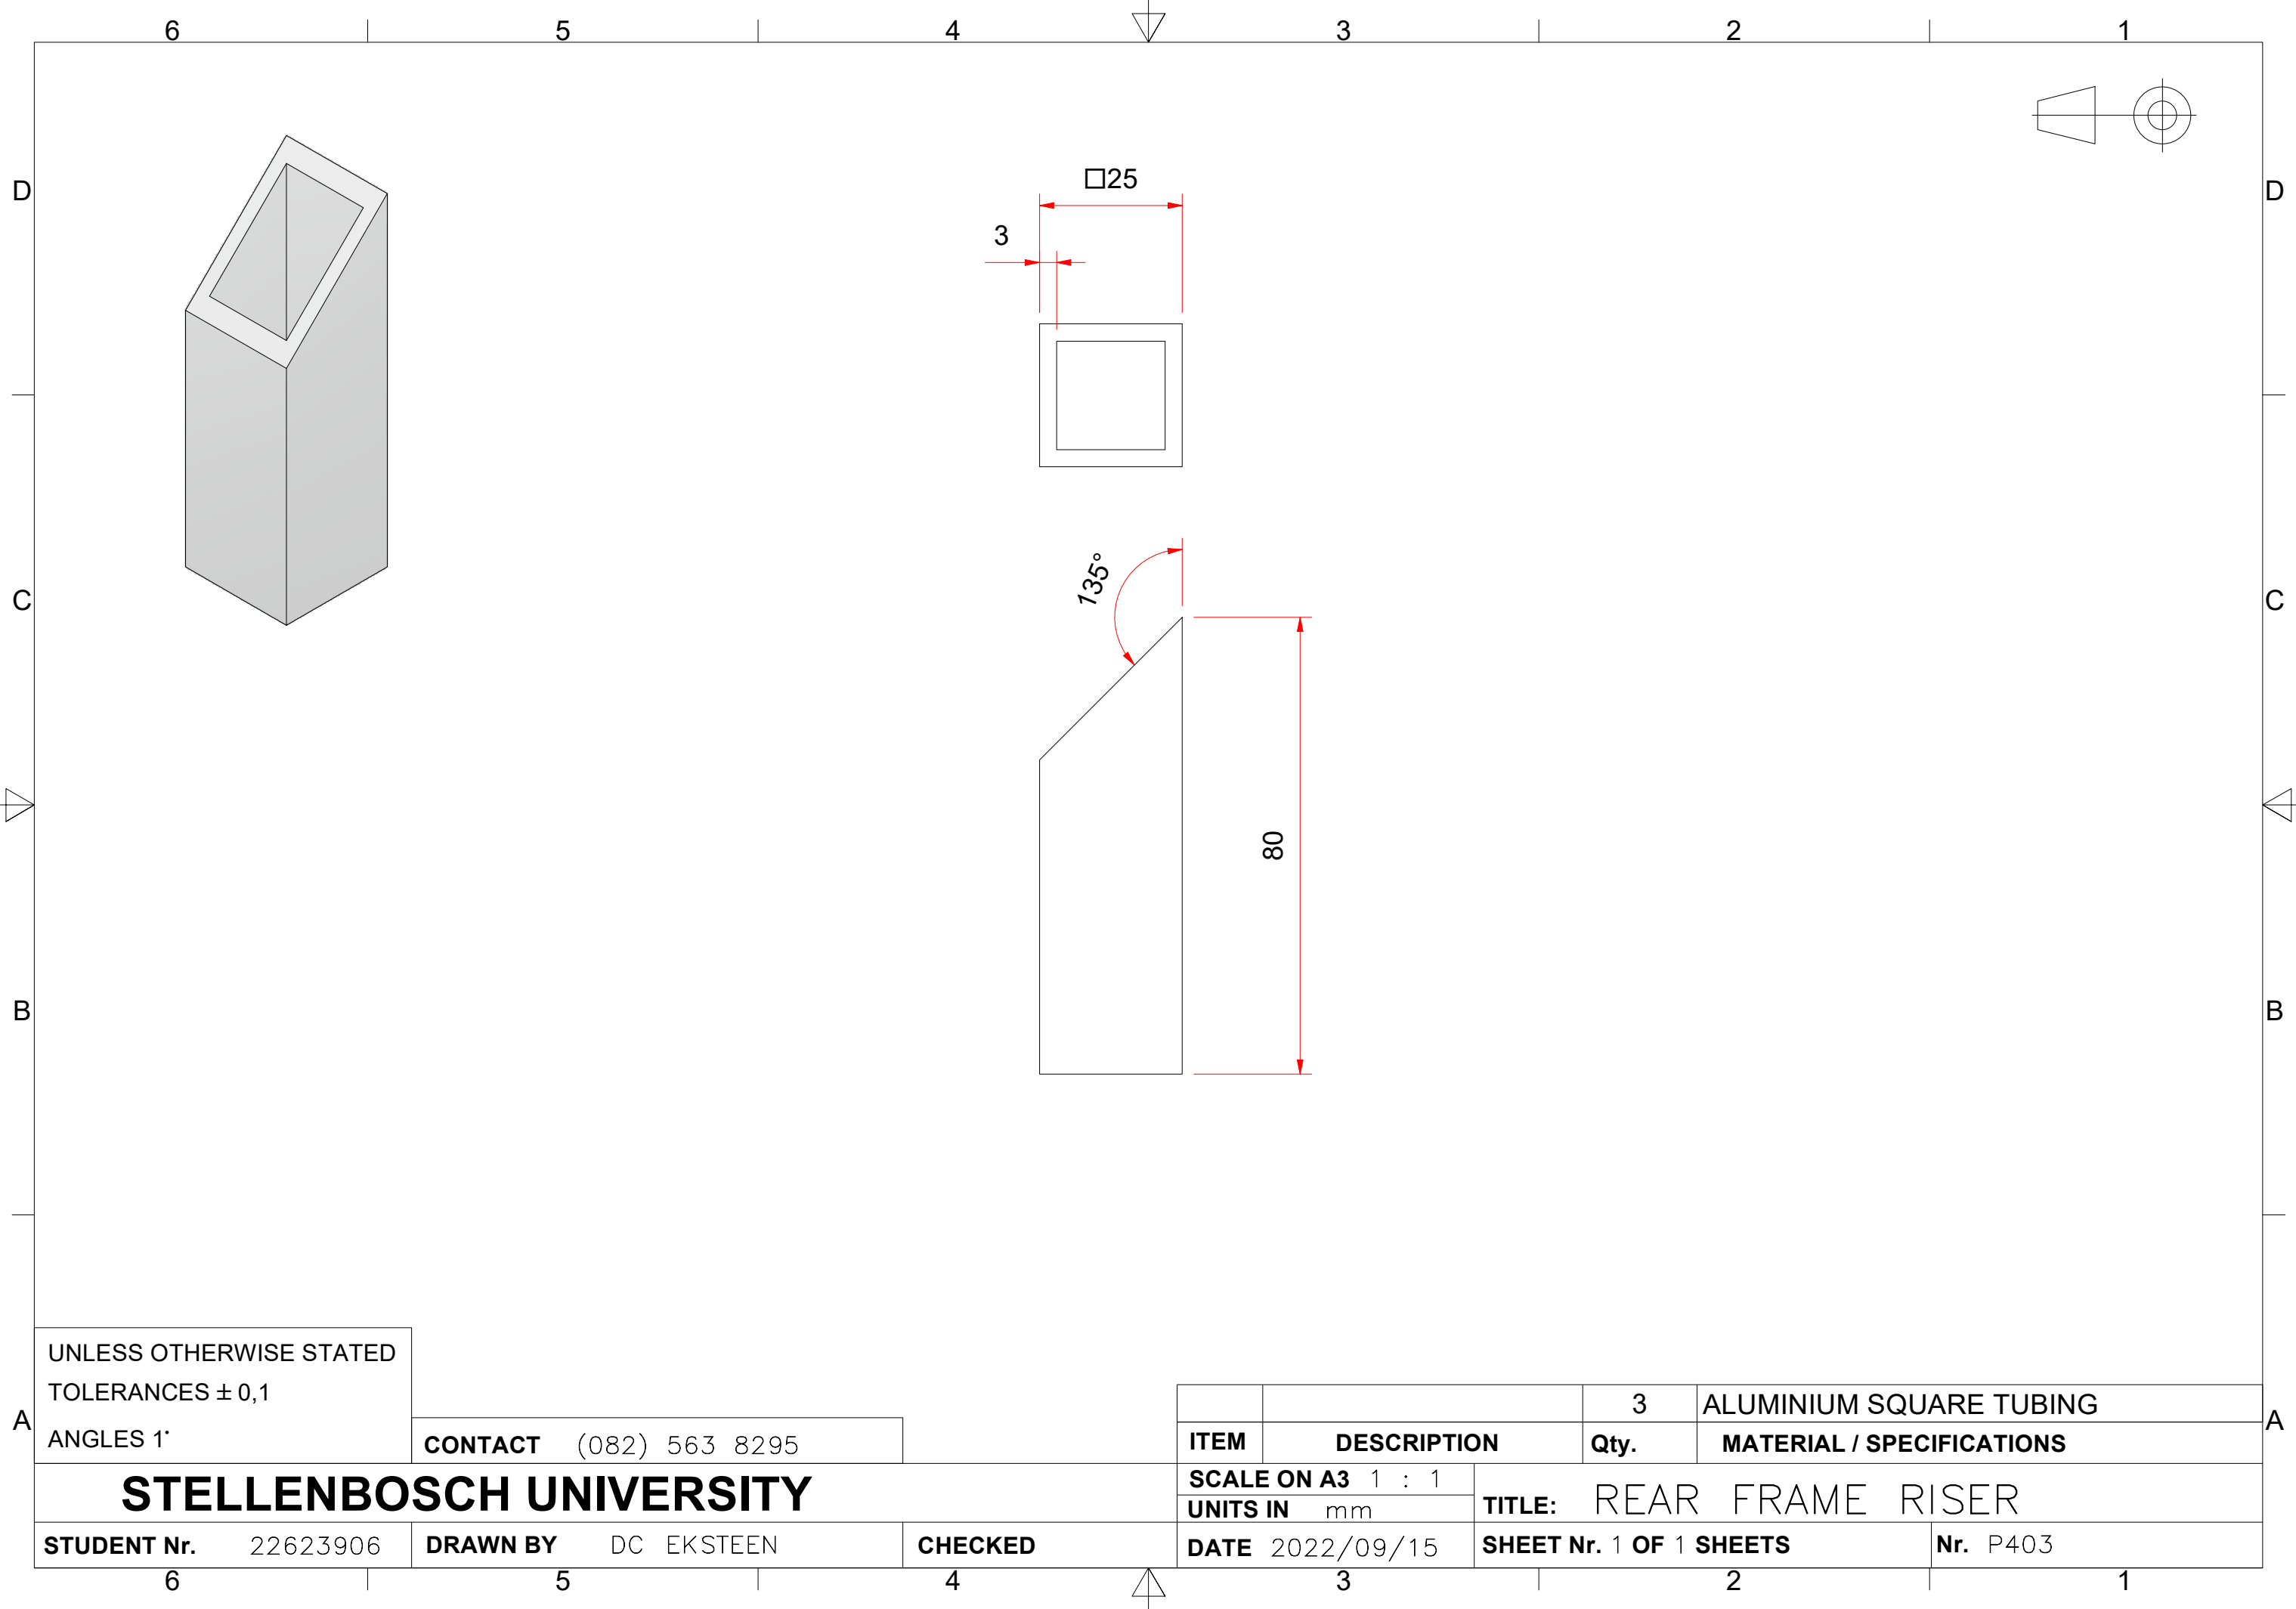 6 5 4 3 2 1
D D
□25
3
135°
C C
80
B B
UNLESS OTHERWISE STATED
TOLERANCES ± 0,1
ANGLES 1°
A A
CONTACT (082) 563 8295
3 ALUMINIUM SQUARE TUBING
ITEM DESCRIPTION Qty. MATERIAL / SPECIFICATIONS
STELLENBOSCH UNIVERSITY
SCALE ON A3 1 : 1
UNITS IN mm
TITLE: REAR FRAME RISER
STUDENT Nr. 22623906 DRAWN BY DC EKSTEEN CHECKED DATE 2022/09/15 SHEET Nr. 1 OF 1 SHEETS Nr. P403
6 5 4 3 2 1